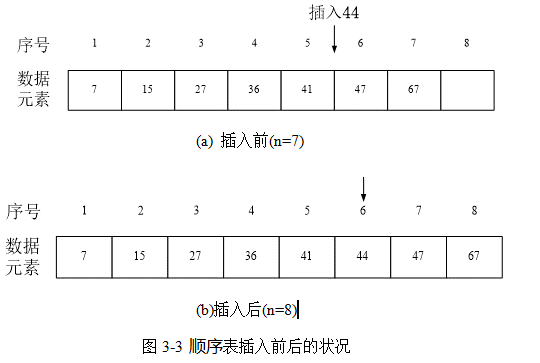 插入44
序号 1 2 3 4 5 6 7 8
数据元素 7 15 27 36 41 47 67
(a) 插入前(n=7)
序号 1 2 3 4 5 6 7 8
数据元素 7 15 27 36 41 44 47 67
(b)插入后(n=8)
图 3-3 顺序表插入前后的状况